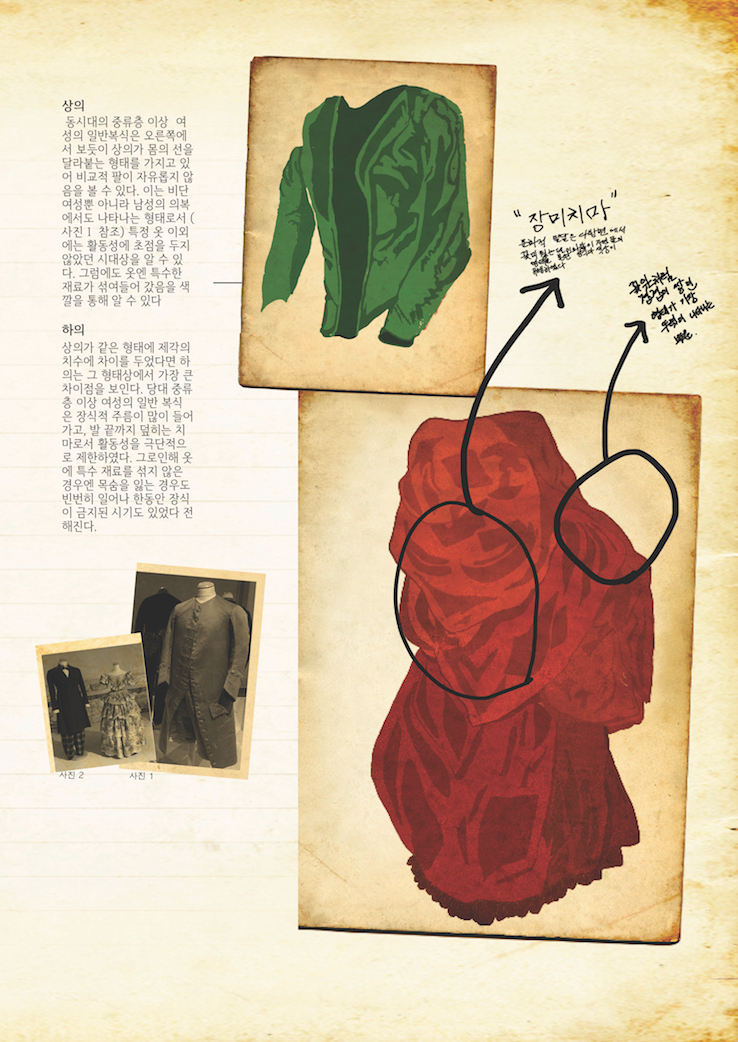 상의
동시대의 중류층 이상 여
성의 일반복식은 오른쪽에
서 보듯이 상의가 몸의 선을
달라붙는 형태를 가지고 있
어 비교적 팔이 자유롭지 않
음을 볼 수 있다. 이는 비단
여성뿐 아니라 남성의 의복
에서도 나타나는 형태로서 (
사진 1 참조) 특정 옷 이외
에는 활동성에 초점을 두지
않았던 시대상을 알 수 있
다. 그럼에도 옷엔 특수한
재료가 섞여들어 갔음을 색
깔을 통해 알 수 있다
하의
상의가 같은 형태에 제각의
치수에 차이를 두었다면 하
의는 그 형태상에서 가장 큰
차이점을 보인다. 당대 중류
층 이상 여성의 일반 복식
은 장식적 주름이 많이 들어
가고, 발 끝까지 덮히는 치
마로서 활동성을 극단적으
로 제한하였다. 그로인해 옷
에 특수 재료를 섞지 않은
경우엔 목숨을 잃는 경우도
빈번히 일어나 한동안 장식
이 금지된 시기도 있었다 전
해진다.
사진 2
사진 1
"장미치마"
꽃잎처럼
겹겹이
형태가 가장